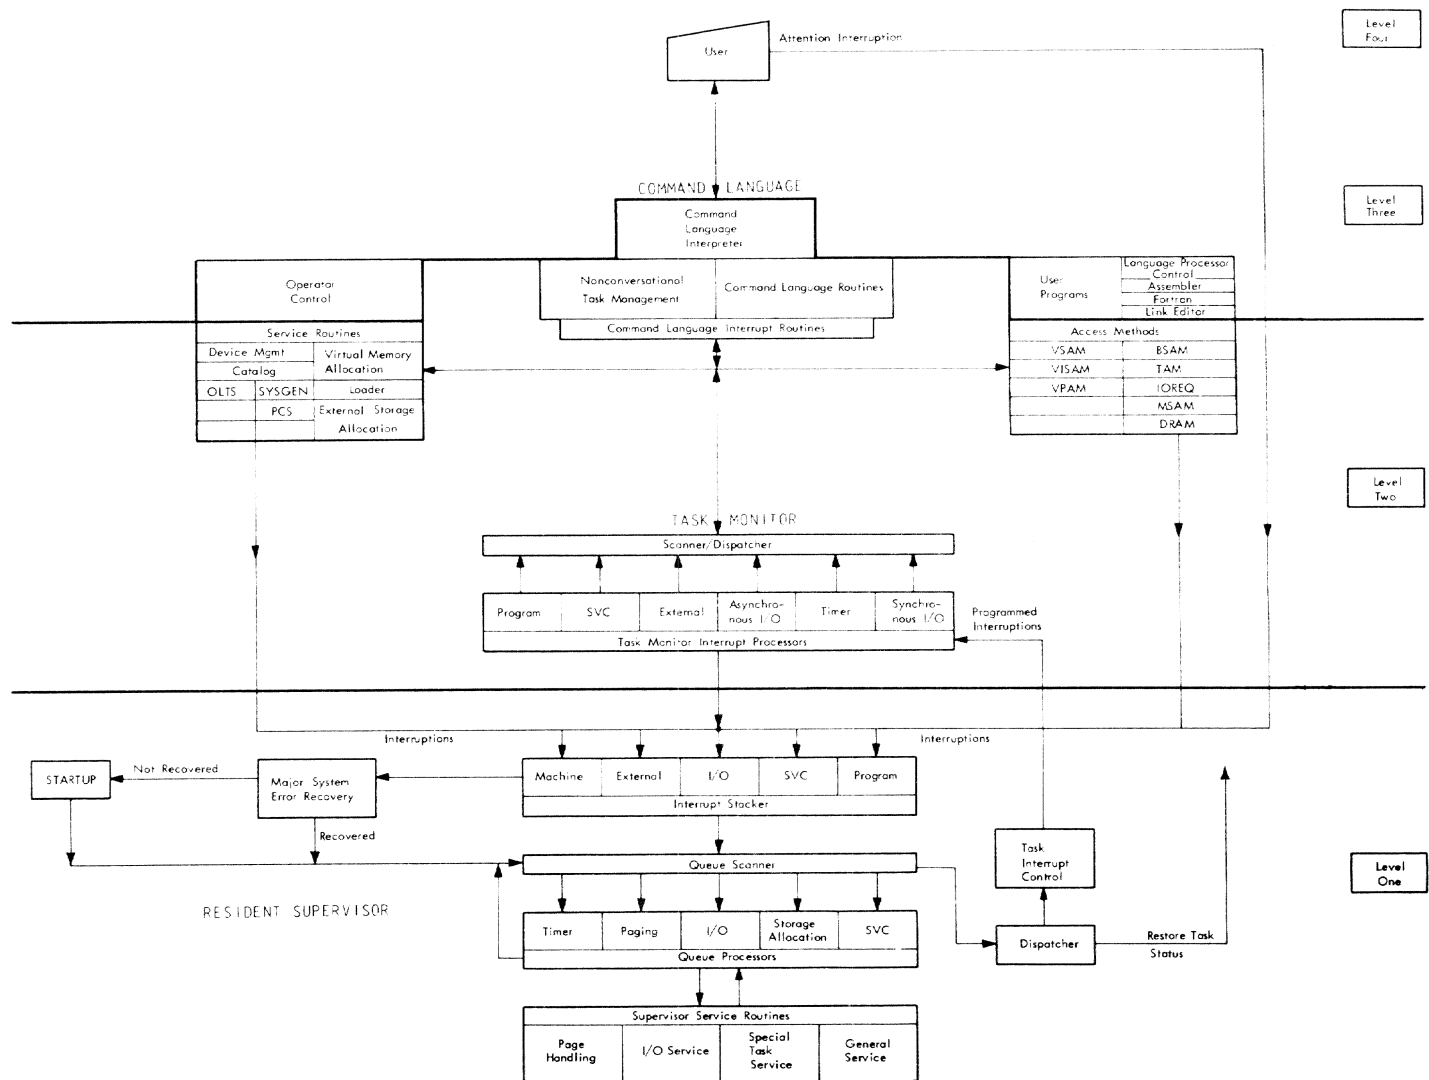 Level
Four
User
Attention Interruption
COMMAND LANGUAGE
Level
Three
Command
Language
Interpreter
Operator
Control
Nonconversational
Task Management
Command Language Routines
Command Language Interrupt Routines
User
Programs
Language Processor
Control
Assembler
Fortran
Link Editor
Service Routines
Device Mgmt
Catalog
OLTS
SYSGEN
PCS
Virtual Memory
Allocation
Loader
External Storage
Allocation
Access Methods
VSAM
BSAM
VISAM
TAM
VPAM
IOREQ
MSAM
DRAM
Level
Two
TASK MONITOR
Scanner/Dispatcher
Program
SVC
External
Asynchro-
nous I/O
Timer
Synchro-
nous I/O
Task Monitor Interrupt Processors
Programmed
Interruptions
Interruptions
Interruptions
STARTUP
Not Recovered
Major System
Error Recovery
Recovered
Machine
External
I/O
SVC
Program
Interrupt Stacker
Queue Scanner
Task
Interrupt
Control
Level
One
RESIDENT SUPERVISOR
Timer
Paging
I/O
Storage
Allocation
SVC
Queue Processors
Dispatcher
Restore Task
Status
Supervisor Service Routines
Page
Handling
I/O Service
Special
Task
Service
General
Service